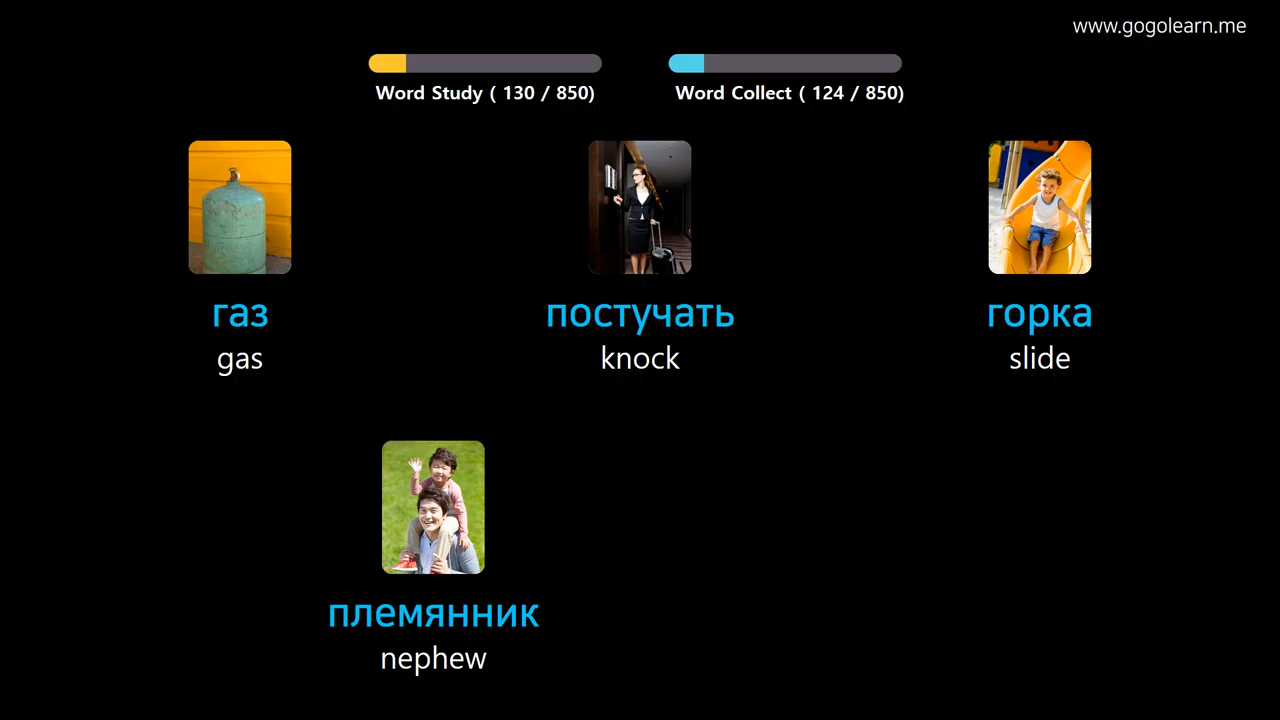 www.gogolearn.me
Word Study ( 130 / 850)
Word Collect ( 124 / 850)
газ
gas
постучать
knock
горка
slide
племянник
nephew